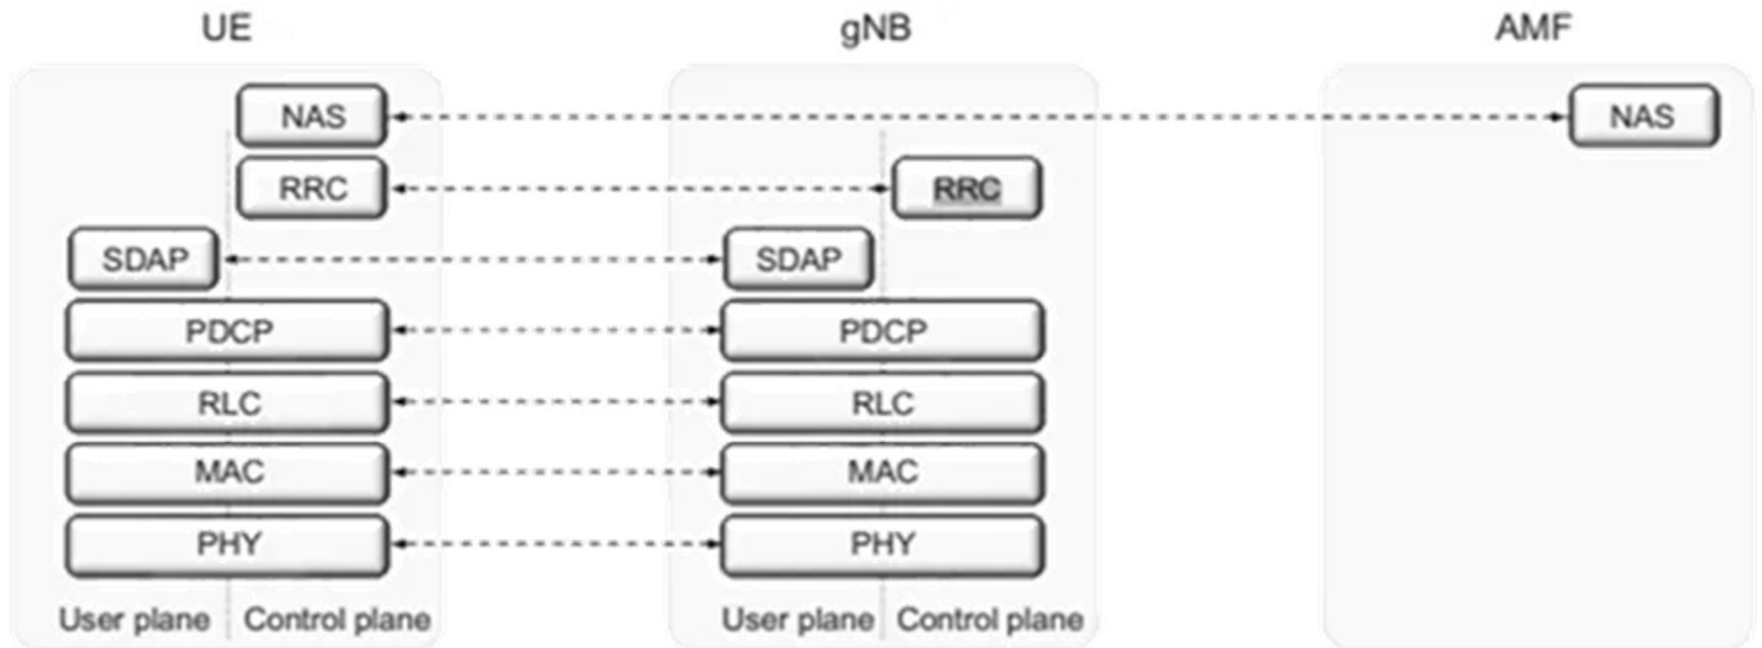 UE gNB AMF
NAS NAS
RRC RRC
SDAP SDAP
PDCP PDCP
RLC RLC
MAC MAC
PHY PHY
User plane Control plane User plane Control plane